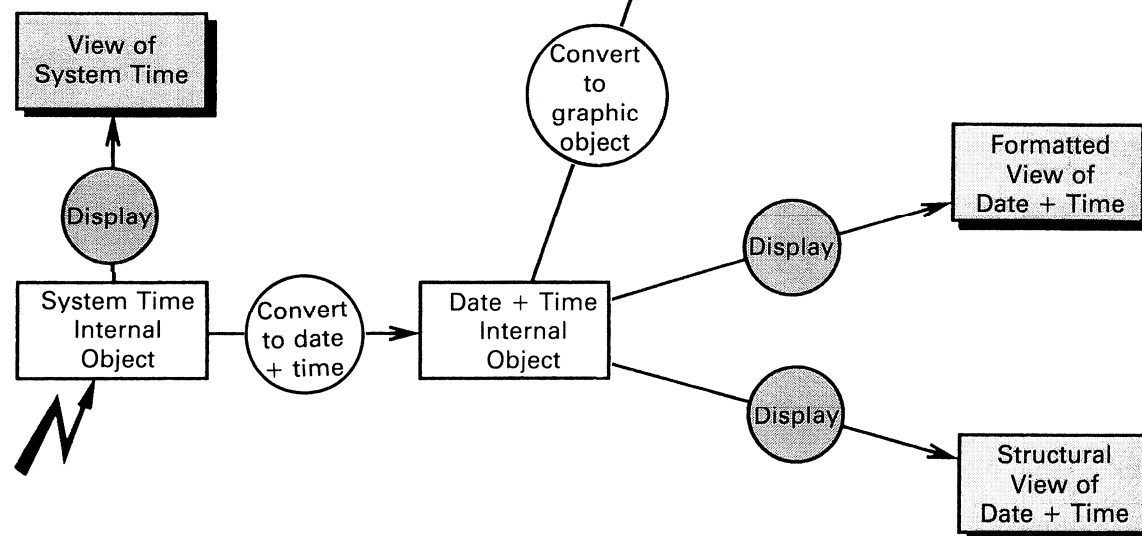 View of
System Time
Convert
to
graphic
object
Formatted
View of
Date + Time
Display
Display
System Time
Internal
Object
Convert
to date
+ time
Date + Time
Internal
Object
Display
Structural
View of
Date + Time